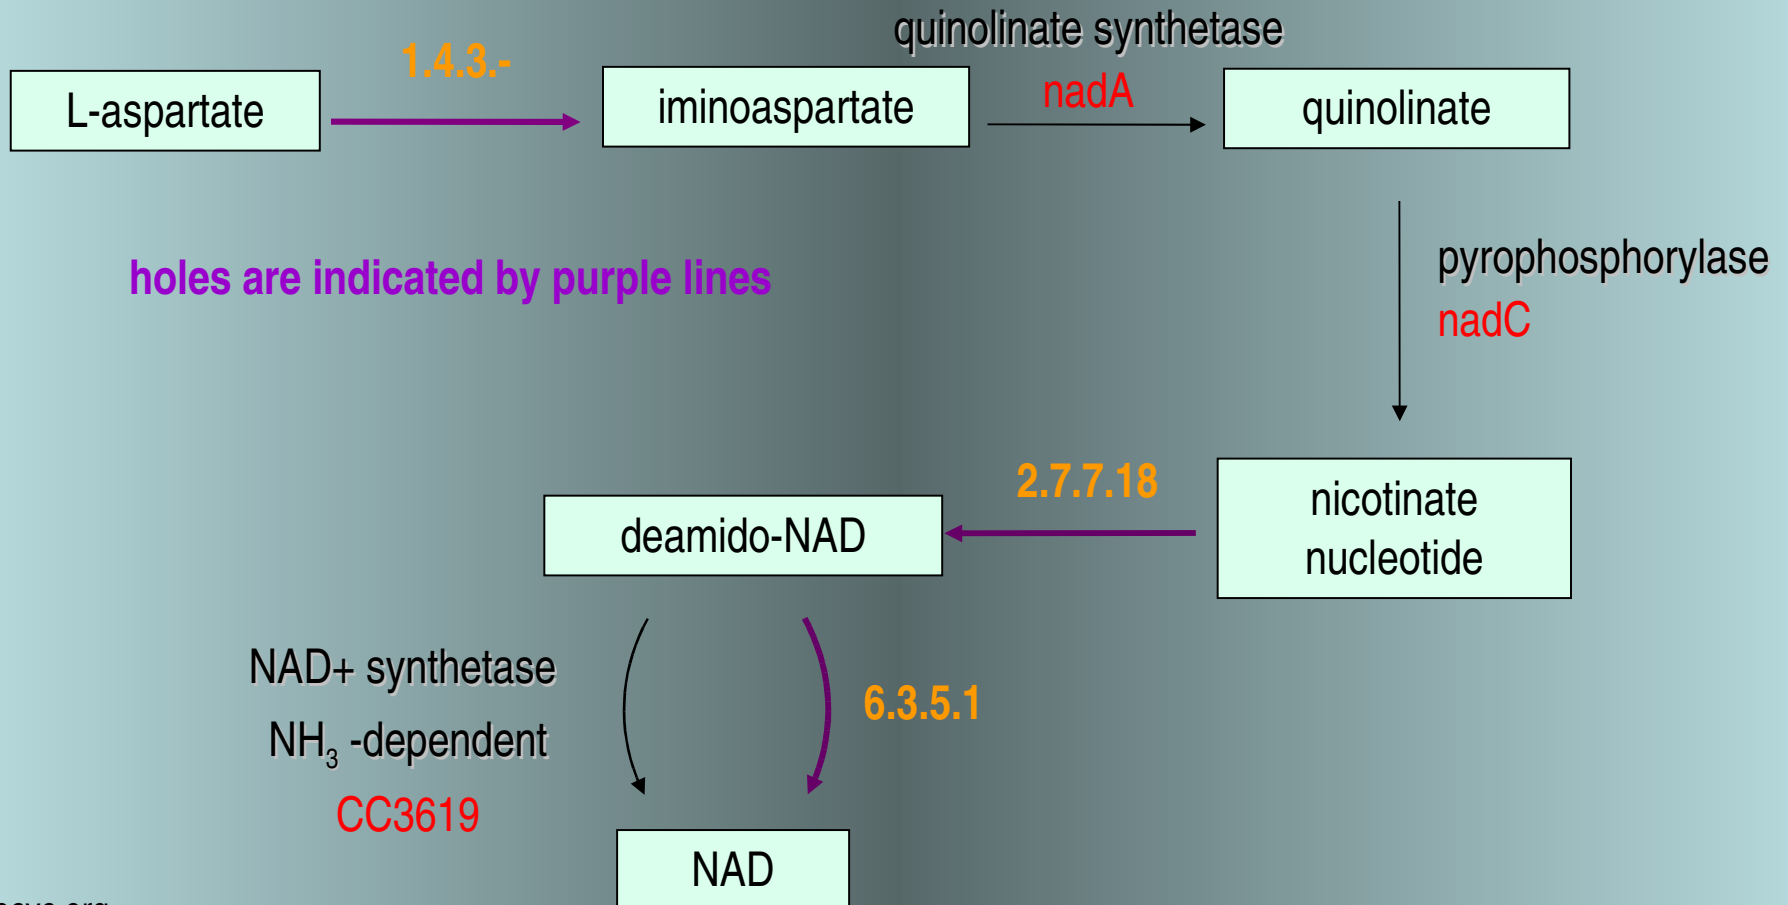 quinolinate synthetase
1.4.3.-
nadA
L-aspartate
iminoaspartate
quinolinate
holes are indicated by purple lines
pyrophosphorylase
nadC
2.7.7.18
nicotinate
nucleotide
deamido-NAD
NAD+ synthetase
NH₃ -dependent
CC3619
6.3.5.1
NAD